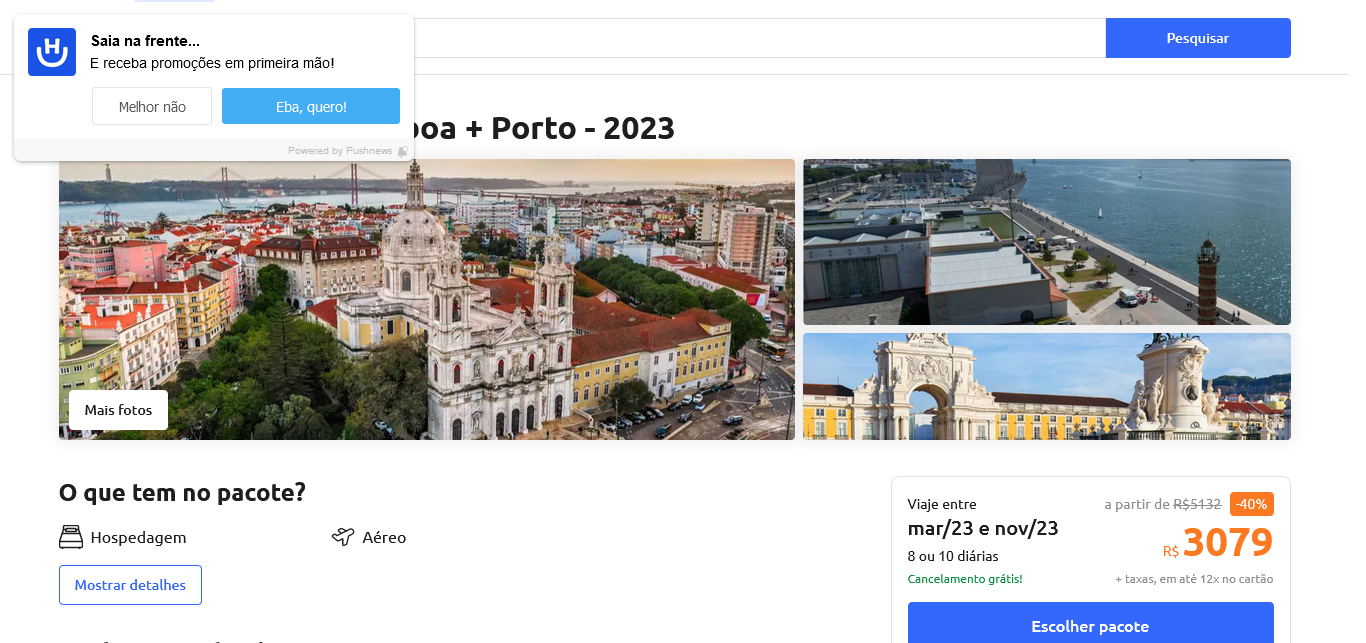 Pesquisar
H
Saia na frente...
E receba promoções em primeira mão!
Melhor não
Eba, quero!
Powered by Pushnews
boa + Porto - 2023
Mais fotos
O que tem no pacote?
Hospedagem
Aéreo
Mostrar detalhes
Viaje entre
mar/23 e nov/23
8 ou 10 diárias
Cancelamento grátis!
a partir de R$5132 -40%
R$ 3079
+ taxas, em até 12x no cartão
Escolher pacote